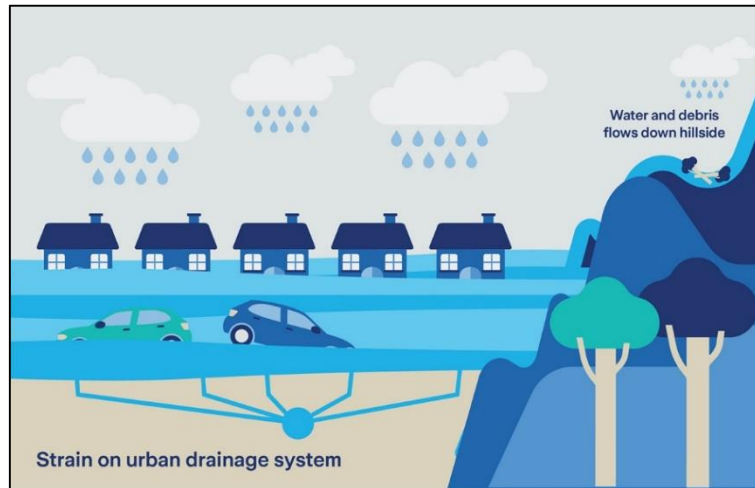 Water and debris
flows down hillside
Strain on urban drainage system